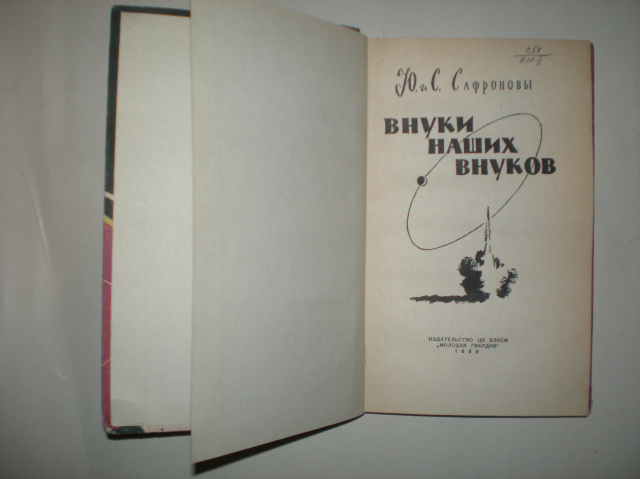 Ю. и С. Сафроновы
ВНУКИ
НАШИХ
ВНУКОВ
ИЗДАТЕЛЬСТВО ЦК ВЛКСМ
„МОЛОДАЯ ГВАРДИЯ“
1959